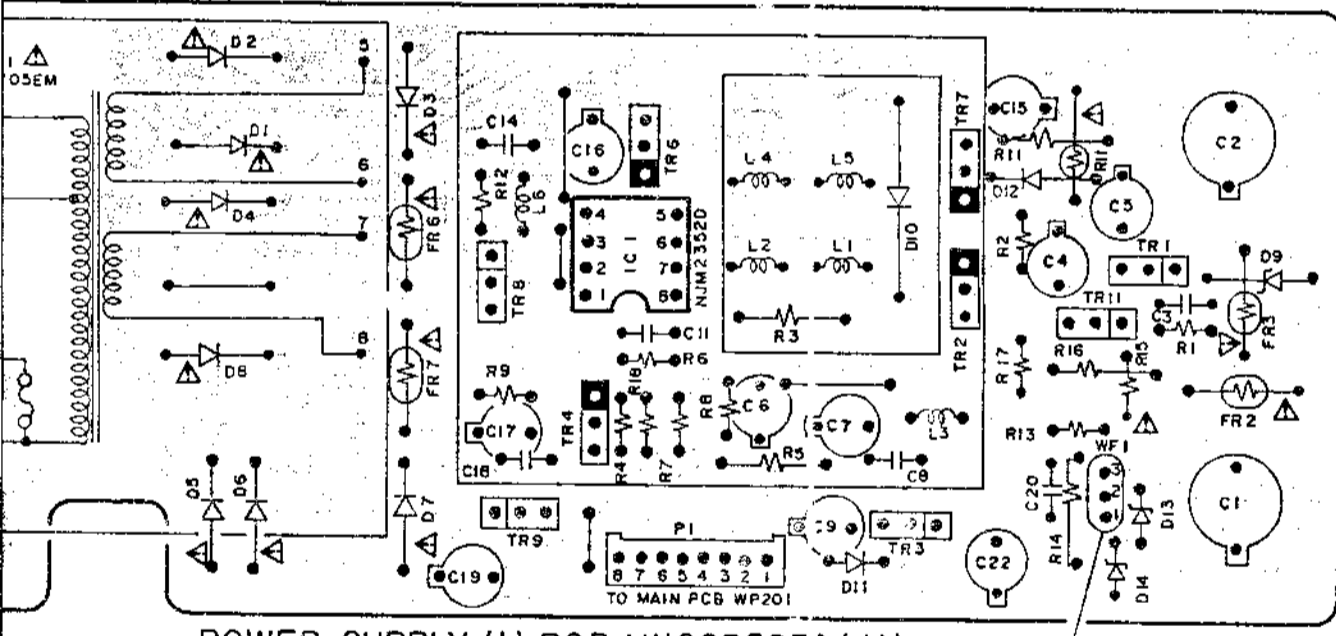 1
05EM
D2
5
D1
6
D4
7
8
D8
D3
FR6
FR7
D5
D6
D7
C14
R12
L6
C16
TR6
TR8
4
3
2
1
5
6
7
8
IC1
NJM2352D
C11
R6
R9
C17
C18
TR4
R18
R4
R7
R8
C6
R5
C7
C8
L3
L4
L5
L2
L1
D10
R3
TR7
TR2
C15
R11
D12
C5
C2
R2
C4
TR1
TR11
C3
R1
D9
FR3
R17
R16
R15
FR2
R13
WF1
3
2
1
C20
R14
D13
D14
C1
TR9
C19
P1
8 7 6 5 4 3 2 1
TO MAIN PCB WP201
C9
D11
TR3
C22